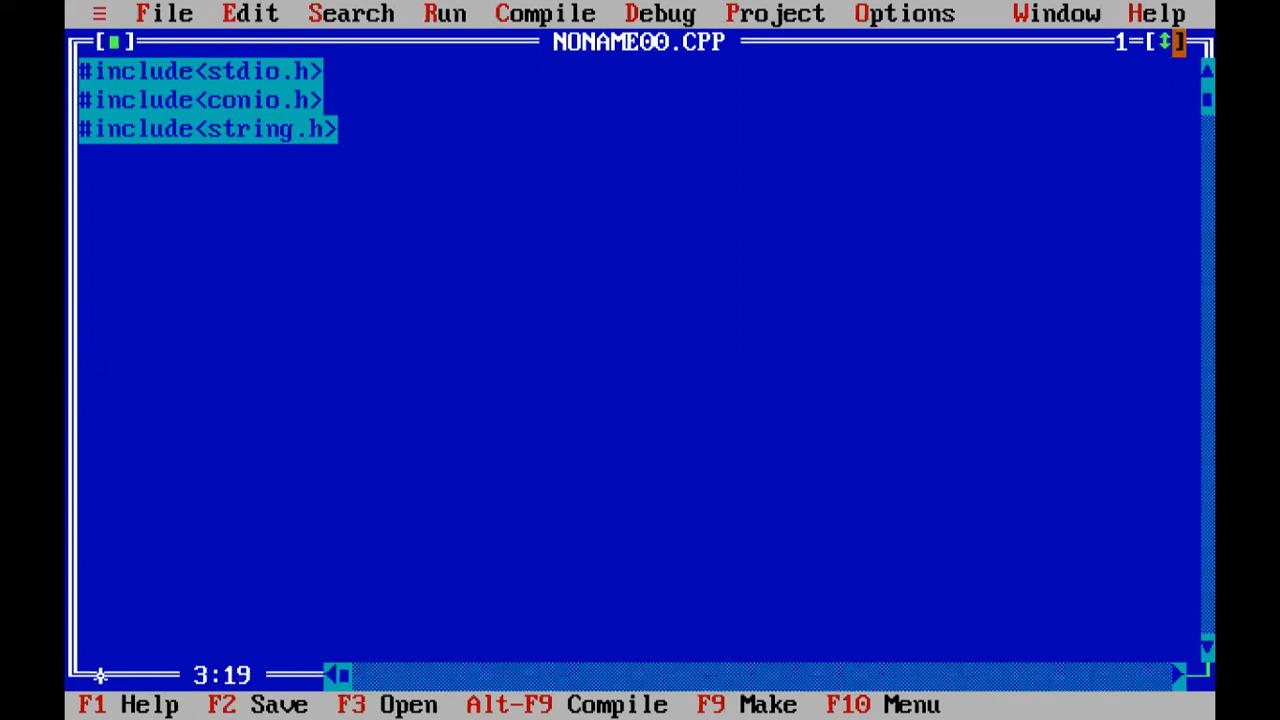 ≡ File Edit Search Run Compile Debug Project Options Window Help
[■] NONAME00.CPP 1=[↕]
#include<stdio.h>
#include<conio.h>
#include<string.h>
* 3:19
F1 Help F2 Save F3 Open Alt-F9 Compile F9 Make F10 Menu